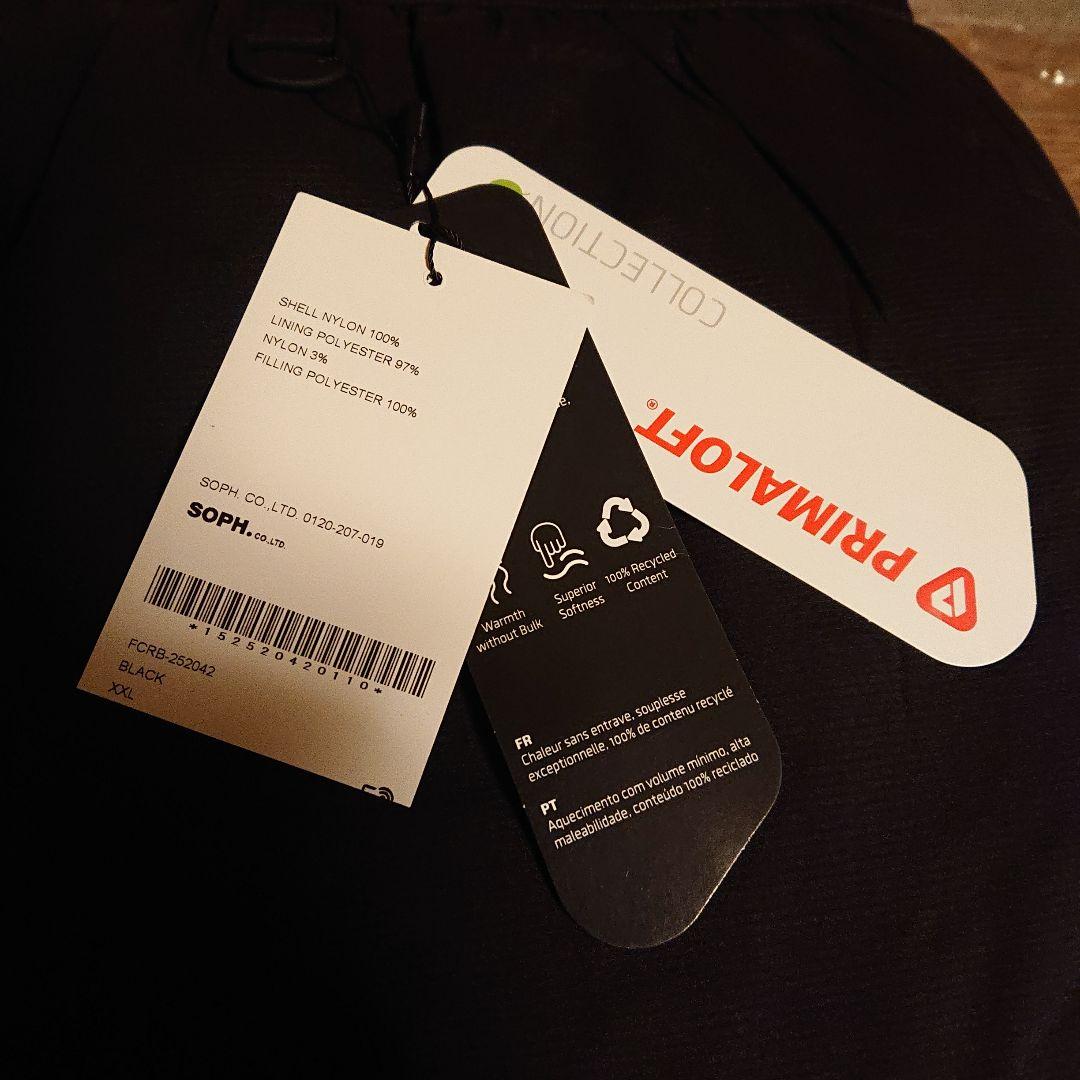 SHELL NYLON 100%
LINING POLYESTER 97%
NYLON 3%
FILLING POLYESTER 100%
SOPH. CO.,LTD. 0120-207-019
SOPH.CO.,LTD.
*152520420110*
FCRB-252042
BLACK
XXL
COLLECTION
PRIMALOFT®
e.
Warmth
without Bulk
Superior
Softness
100% Recycled
Content
FR
Chaleur sans entrave, souplesse
exceptionnelle, 100% de contenu recyclé
PT
Aquecimento com volume mínimo, alta
maleabilidade, conteúdo 100% reciclado